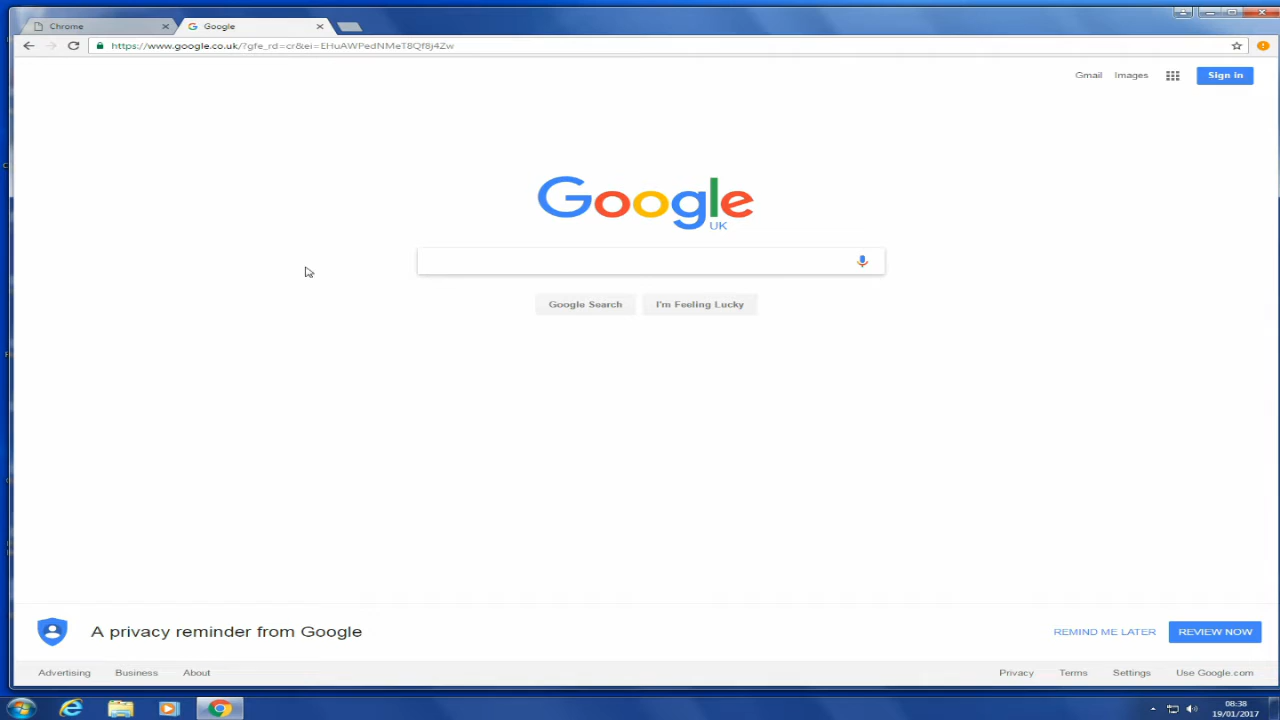 Chrome
Google
https://www.google.co.uk/?gfe_rd=cr&ei=EHuAWPedNMeT8Qf8j4Zw
Gmail Images Sign in
Google
UK
Google Search I'm Feeling Lucky
A privacy reminder from Google REMIND ME LATER REVIEW NOW
Advertising Business About Privacy Terms Settings Use Google.com
08:38
19/01/2017